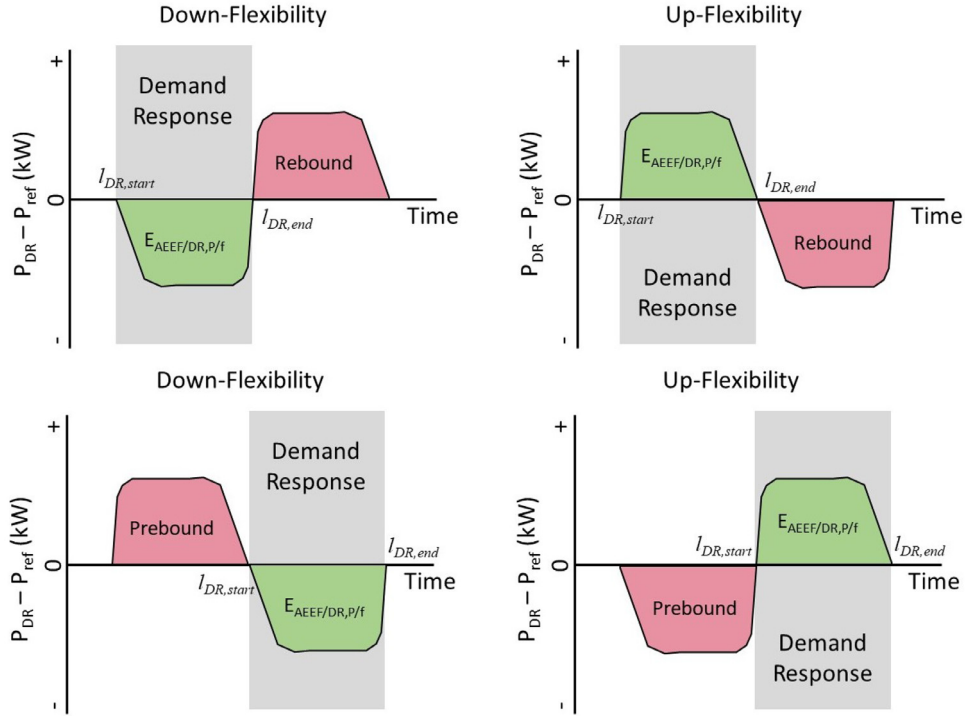 Down-Flexibility
+
Demand
Response
l_DR,start
Rebound
P_DR – P_ref (kW)
0
Time
l_DR,end
E_AEEF/DR,P/f
-
Up-Flexibility
+
E_AEEF/DR,P/f
l_DR,end
P_DR – P_ref (kW)
0
Time
l_DR,start
Rebound
Demand
Response
-
Down-Flexibility
+
Demand
Response
Prebound
l_DR,end
P_DR – P_ref (kW)
0
Time
l_DR,start
E_AEEF/DR,P/f
-
Up-Flexibility
+
E_AEEF/DR,P/f
l_DR,start
l_DR,end
P_DR – P_ref (kW)
0
Time
Prebound
Demand
Response
-